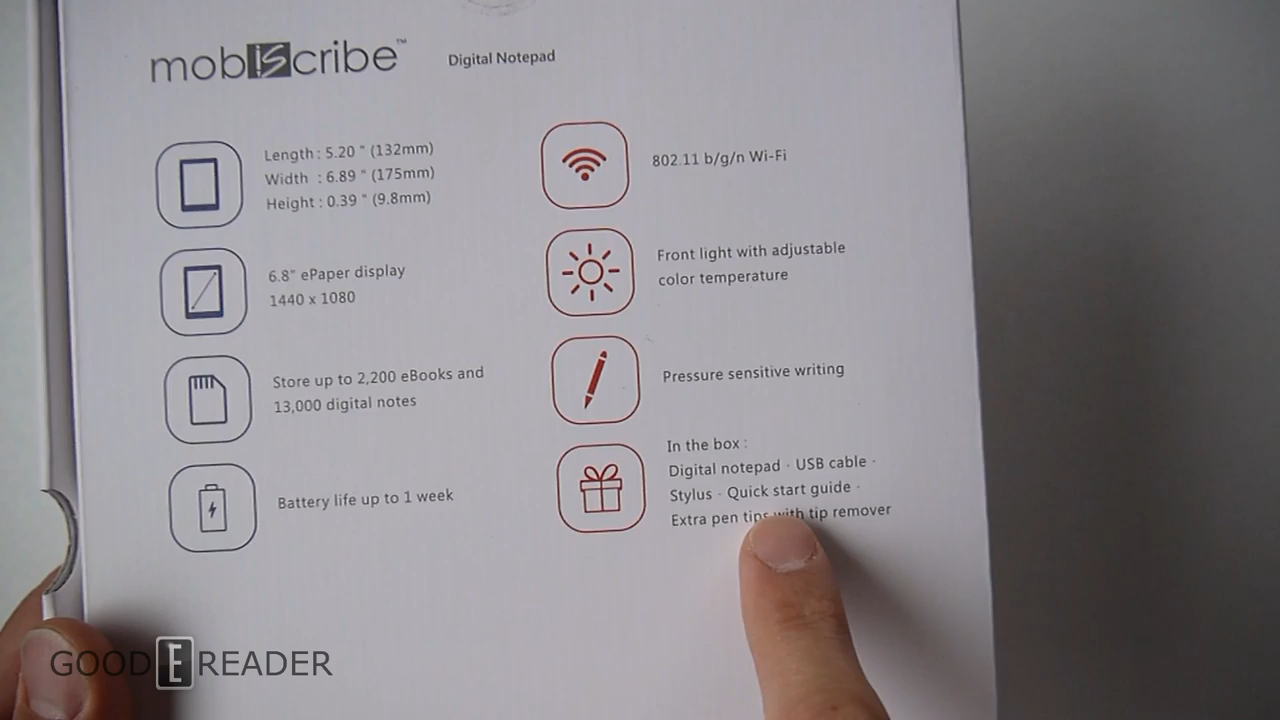 mobiscribe™ Digital Notepad
Length : 5.20 " (132mm)
Width : 6.89 " (175mm)
Height : 0.39 " (9.8mm)
6.8" ePaper display
1440 x 1080
Store up to 2,200 eBooks and
13,000 digital notes
Battery life up to 1 week
802.11 b/g/n Wi-Fi
Front light with adjustable
color temperature
Pressure sensitive writing
In the box :
Digital notepad · USB cable ·
Stylus · Quick start guide ·
Extra pen tips with tip remover
GOOD E READER